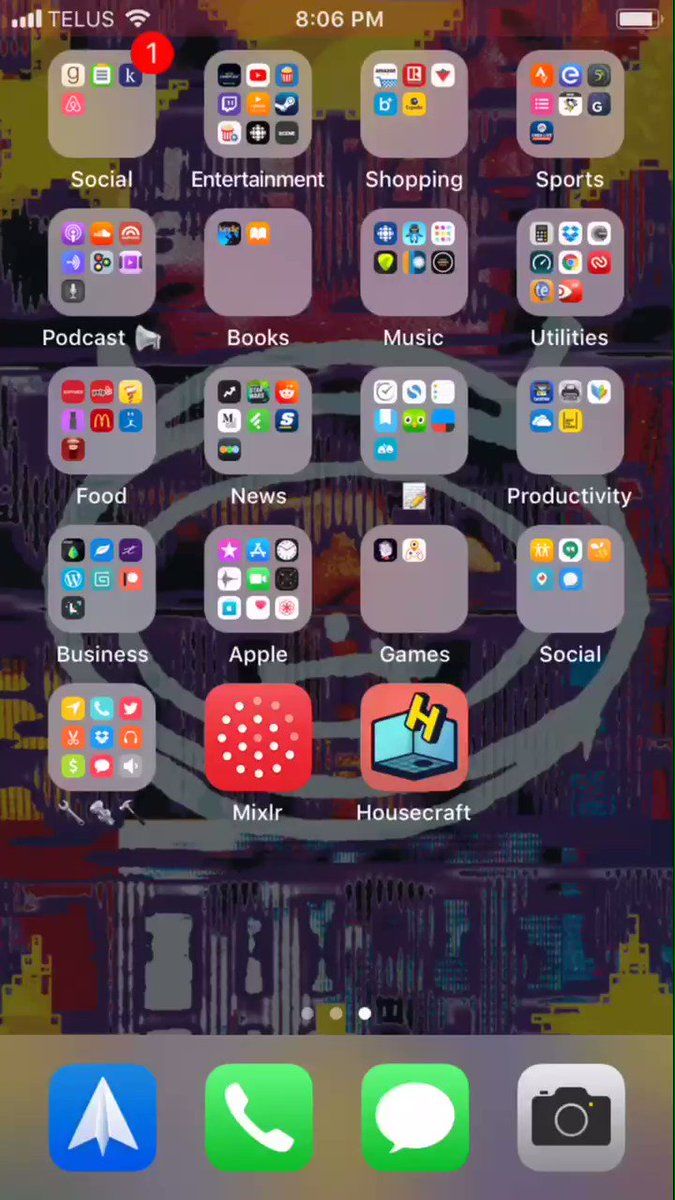 TELUS 8:06 PM
1
Social Entertainment Shopping Sports
Podcast Books Music Utilities
Food News Productivity
Business Apple Games Social
H
Mixlr Housecraft